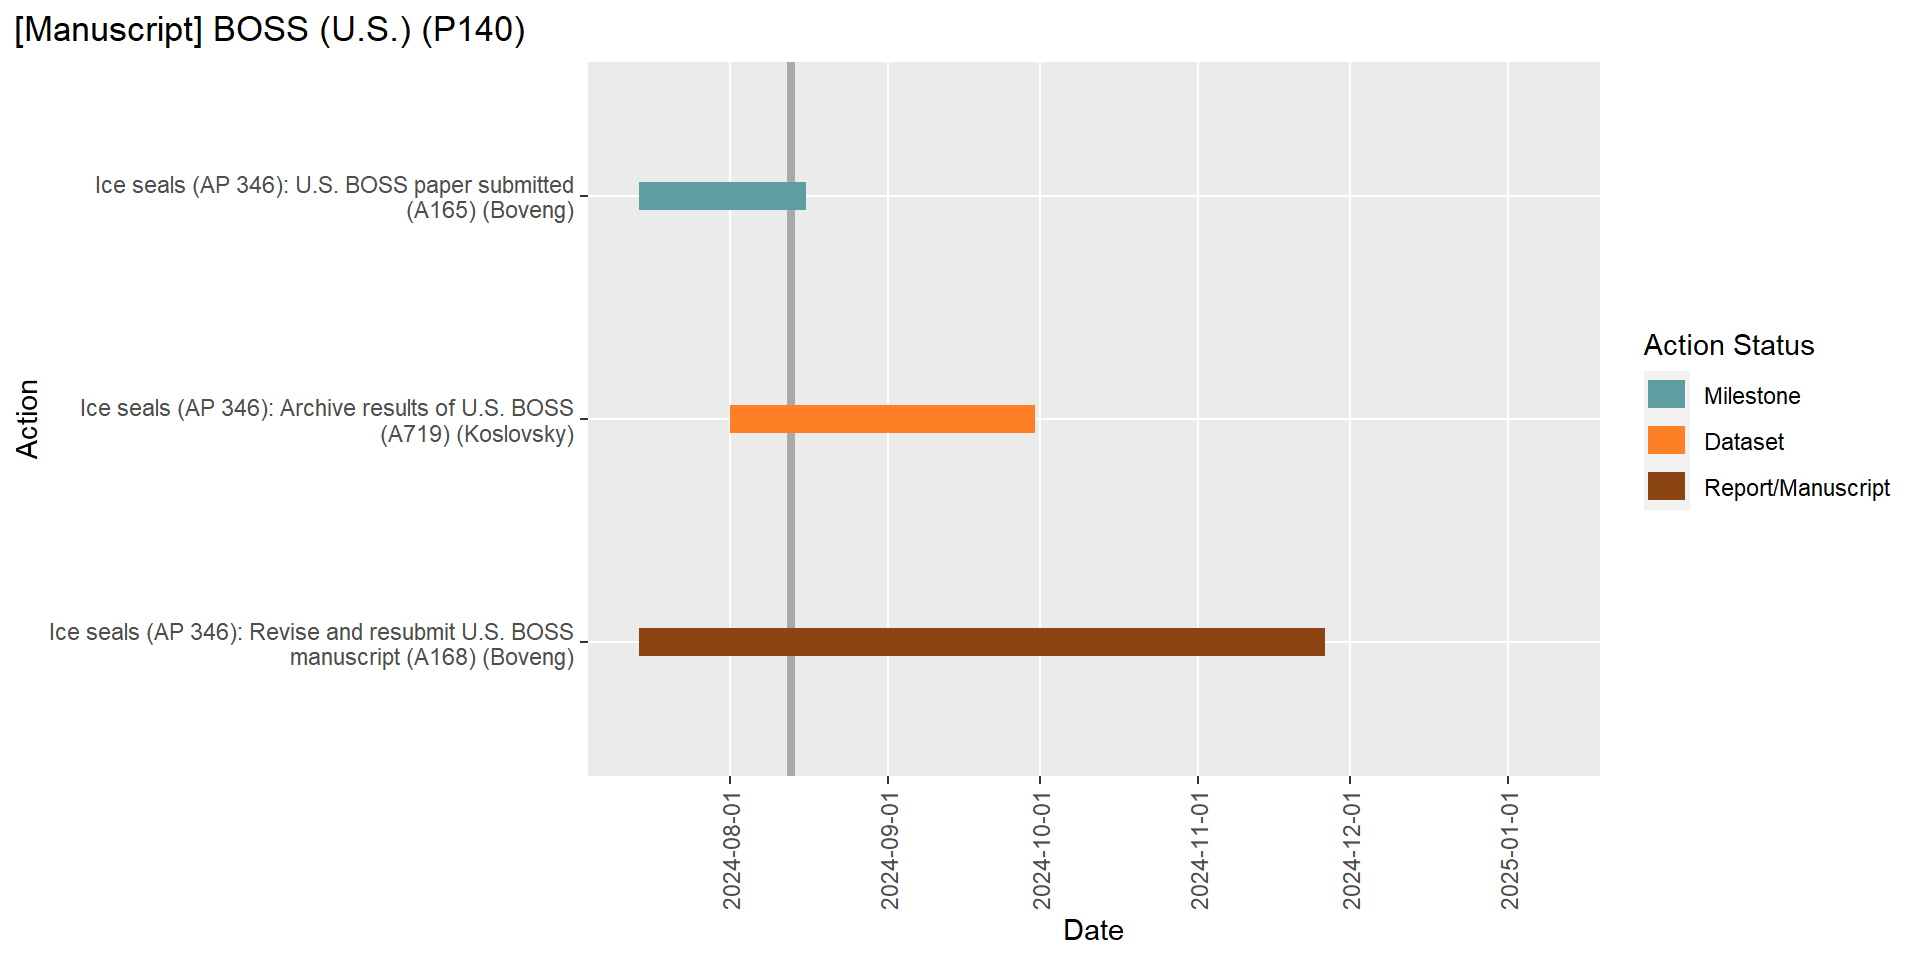 [Manuscript] BOSS (U.S.) (P140)
Ice seals (AP 346): U.S. BOSS paper submitted
(A165) (Boveng)
Ice seals (AP 346): Archive results of U.S. BOSS
(A719) (Koslovsky)
Ice seals (AP 346): Revise and resubmit U.S. BOSS
manuscript (A168) (Boveng)
Action
2024-08-01
2024-09-01
2024-10-01
2024-11-01
2024-12-01
2025-01-01
Date
Action Status
Milestone
Dataset
Report/Manuscript